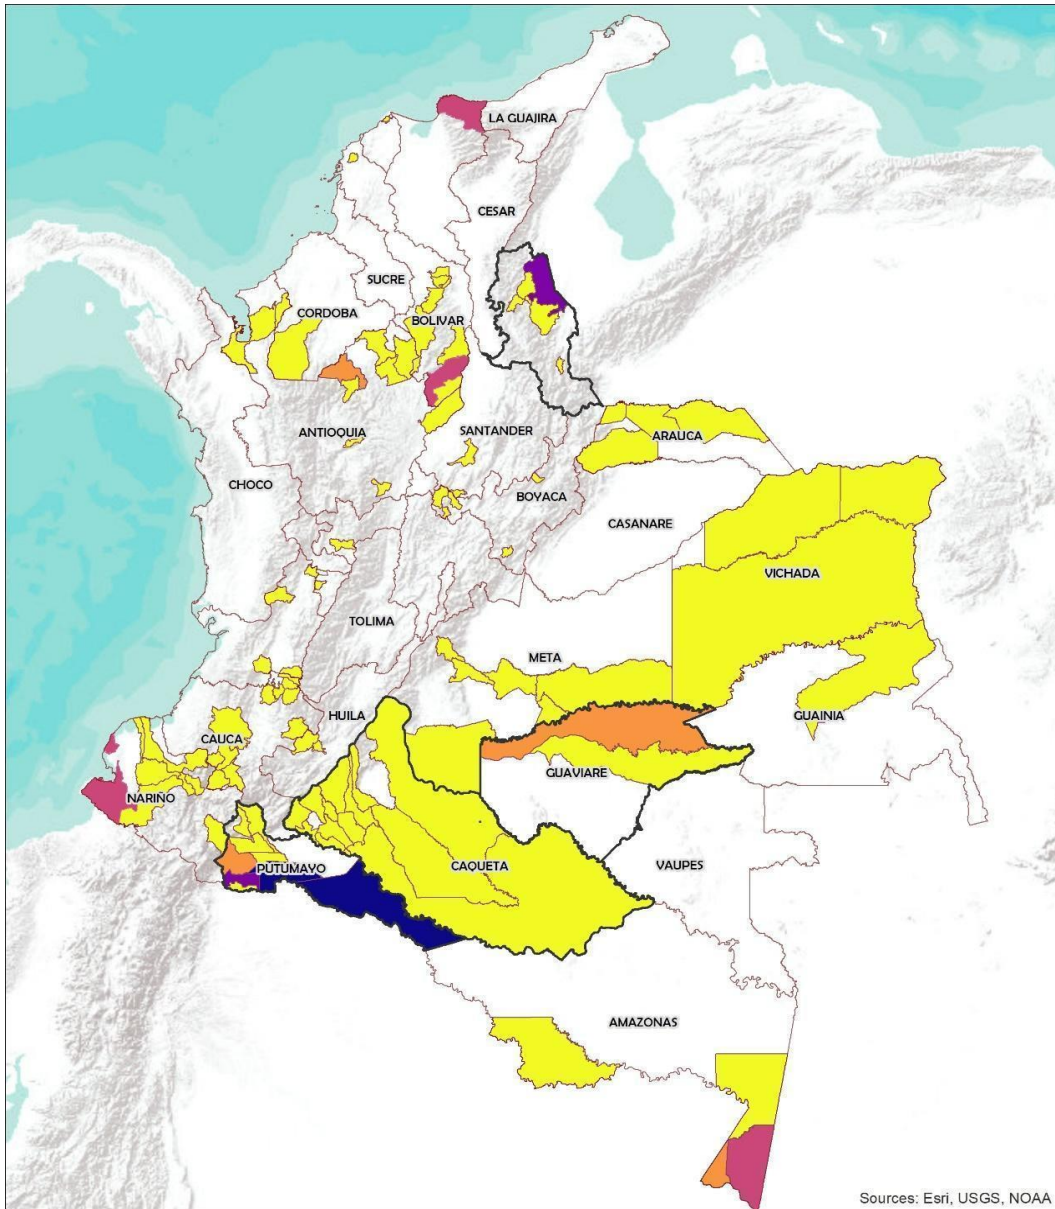 LA GUAJIRA
CESAR
SUCRE
CORDOBA
BOLIVAR
ANTIOQUIA
SANTANDER
ARAUCA
CHOCO
BOYACA
CASANARE
VICHADA
TOLIMA
META
HUILA
GUAINIA
CAUCA
GUAVIARE
NARIÑO
PUTUMAYO
CAQUETA
VAUPES
AMAZONAS
Sources: Esri, USGS, NOAA